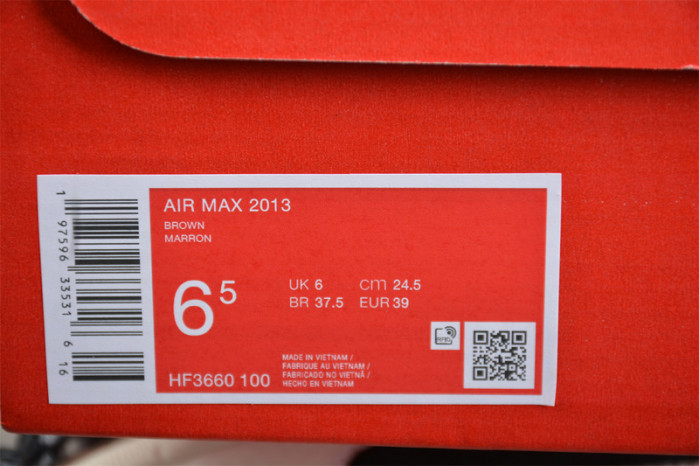 AIR MAX 2013
BROWN
MARRON
6 5
UK 6 cm 24.5
BR 37.5 EUR 39
MADE IN VIETNAM /
FABRIQUE AU VIETNAM /
FABRICADO NO VIETNÃ /
HECHO EN VIETNAM
HF3660 100
1 97596 33531 6 16